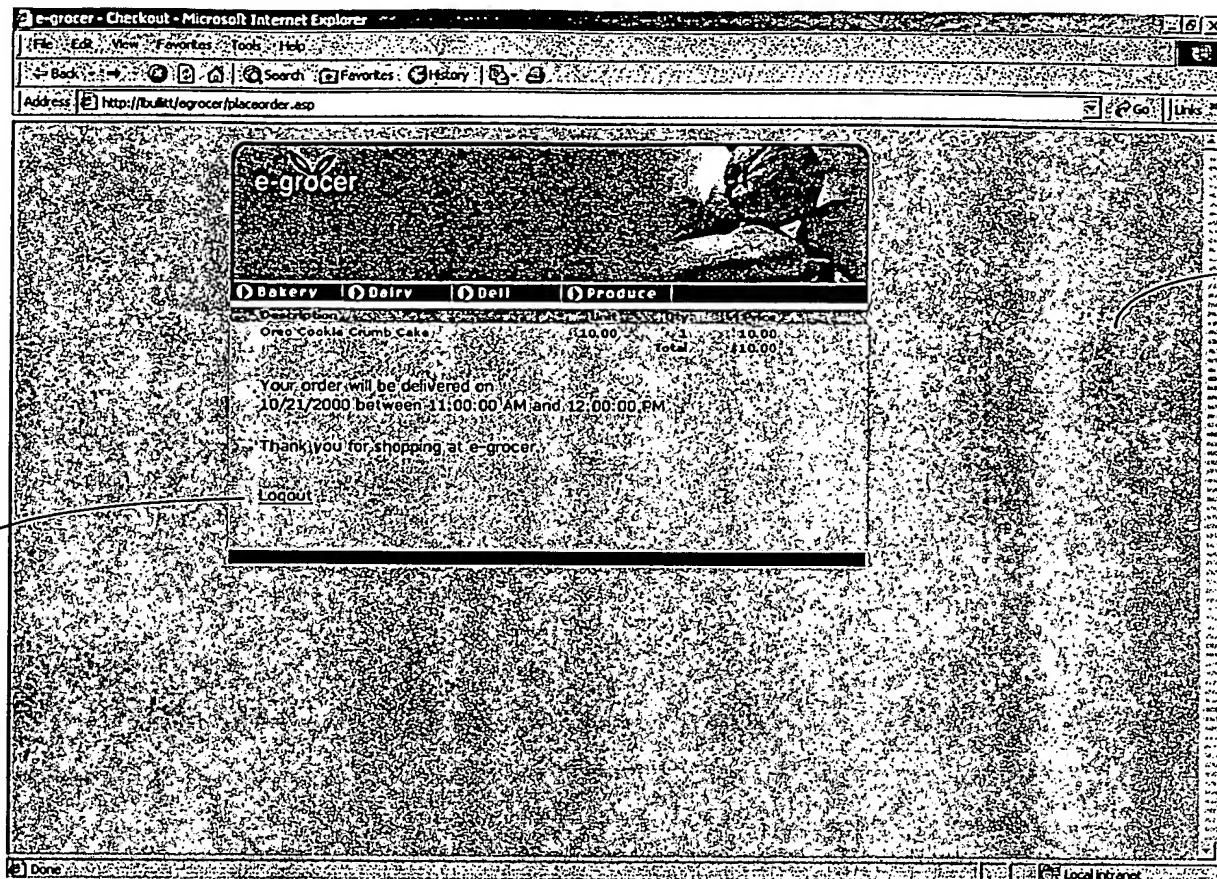 e-grocer - Checkout - Microsoft Internet Explorer
File Edit View Favorites Tools Help
Back Search Favorites History
Address http://bullitt/egrocer/placeorder.asp Go Links
e-grocer
Bakery Dairy Deli Produce
Description Unit Qty Price
Oreo Cookie Crumb Cake 10.00 1 10.00
Total 10.00
Your order will be delivered on
10/21/2000 between 11:00:00 AM and 12:00:00 PM
Thank you for shopping at e-grocer
Logout
Done Local intranet